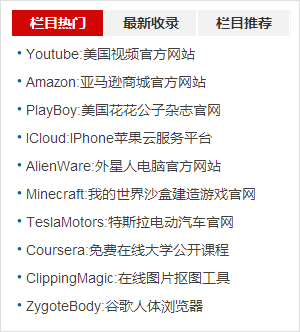 栏目热门 最新收录 栏目推荐
Youtube:美国视频官方网站
Amazon:亚马逊商城官方网站
PlayBoy:美国花花公子杂志官网
ICloud:IPhone苹果云服务平台
AlienWare:外星人电脑官方网站
Minecraft:我的世界沙盒建造游戏官网
TeslaMotors:特斯拉电动汽车官网
Coursera:免费在线大学公开课程
ClippingMagic:在线图片抠图工具
ZygoteBody:谷歌人体浏览器